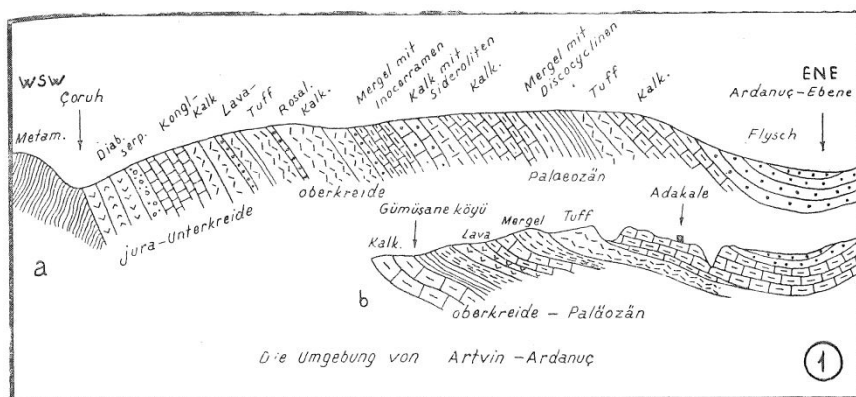 WSW
ENE
Çoruh
Ardanuç-Ebene
Metam.
Diab.
Serp.
Kongl-
Kalk
Lava-
Tuff
Rosal.
Kalk.
Mergel mit
Inocerramen
Kalk mit
Sideroliten
Kalk.
Mergel mit
Discocyclinen
Tuff
Kalk.
Flysch
jura-Unterkreide
oberkreide
Palaeozän
a
Gümüşane köyü
Adakale
Kalk.
Lava
Mergel
Tuff
b
oberkreide - Paläozän
Die Umgebung von Artvin-Ardanuç
1